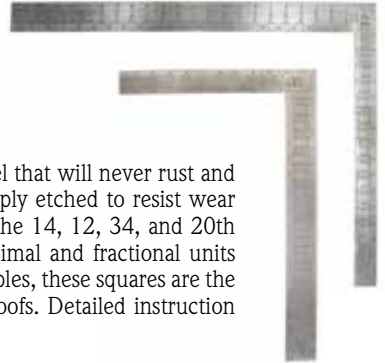 el that will never rust and
ply etched to resist wear
he 14, 12, 34, and 20th
imal and fractional units
bles, these squares are the
oofs. Detailed instruction